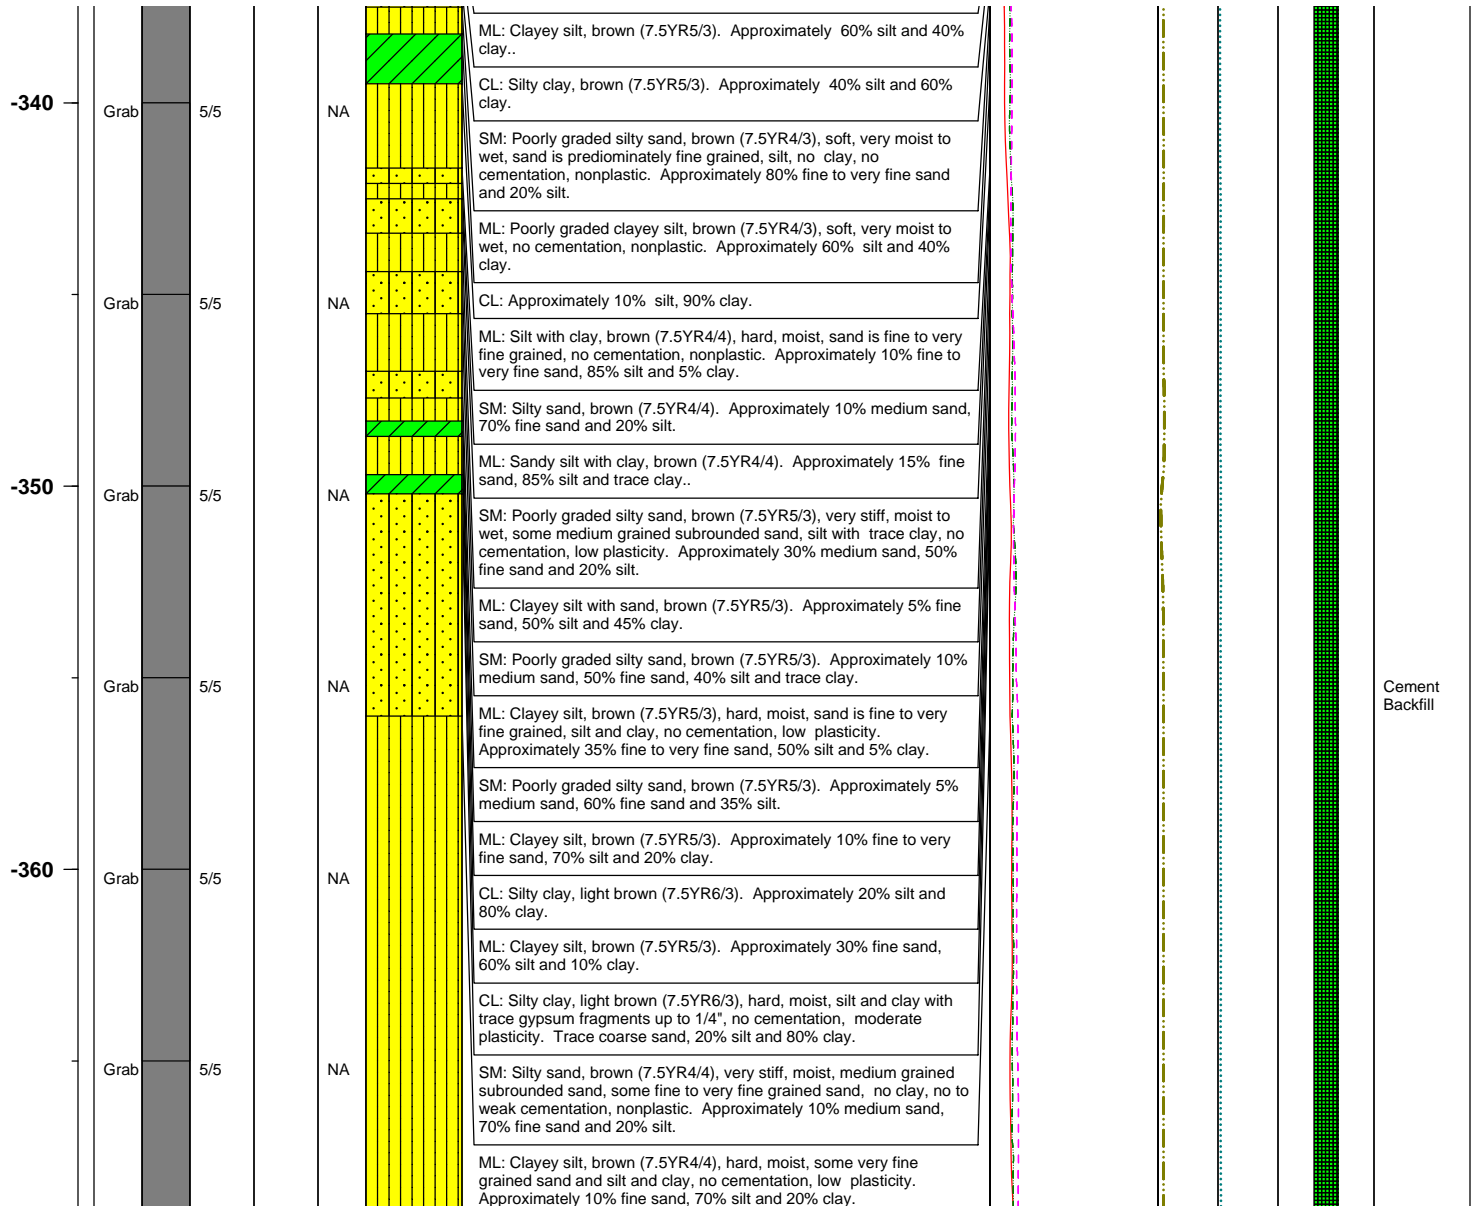 ML: Clayey silt, brown (7.5YR5/3).  Approximately  60% silt and 40%
clay..
CL: Silty clay, brown (7.5YR5/3).  Approximately  40% silt and 60%
clay.
-340
Grab
5/5
NA
SM: Poorly graded silty sand, brown (7.5YR4/3), soft, very moist to
wet, sand is prediominately fine grained, silt, no  clay, no
cementation, nonplastic.  Approximately 80% fine to very fine sand
and 20% silt.
ML: Poorly graded clayey silt, brown (7.5YR4/3), soft, very moist to
wet, no cementation, nonplastic.  Approximately 60%  silt and 40%
clay.
Grab
5/5
NA
CL: Approximately 10%  silt, 90% clay.
ML: Silt with clay, brown (7.5YR4/4), hard, moist, sand is fine to very
fine grained, no cementation, nonplastic.  Approximately 10% fine to
very fine sand, 85% silt and 5% clay.
SM: Silty sand, brown (7.5YR4/4).  Approximately 10% medium sand,
70% fine sand and 20% silt.
ML: Sandy silt with clay, brown (7.5YR4/4).  Approximately 15%  fine
sand, 85% silt and trace clay..
-350
Grab
5/5
NA
SM: Poorly graded silty sand, brown (7.5YR5/3), very stiff, moist to
wet, some medium grained subrounded sand, silt with  trace clay, no
cementation, low plasticity.  Approximately 30% medium sand, 50%
fine sand and 20% silt.
ML: Clayey silt with sand, brown (7.5YR5/3).  Approximately 5% fine
sand, 50% silt and 45% clay.
SM: Poorly graded silty sand, brown (7.5YR5/3).  Approximately 10%
medium sand, 50% fine sand, 40% silt and trace clay.
Grab
5/5
NA
Cement
Backfill
ML: Clayey silt, brown (7.5YR5/3), hard, moist, sand is fine to very
fine grained, silt and clay, no cementation, low  plasticity.
Approximately 35% fine to very fine sand, 50% silt and 5% clay.
SM: Poorly graded silty sand, brown (7.5YR5/3).  Approximately 5%
medium sand, 60% fine sand and 35% silt.
ML: Clayey silt, brown (7.5YR5/3).  Approximately 10% fine to very
fine sand, 70% silt and 20% clay.
-360
Grab
5/5
NA
CL: Silty clay, light brown (7.5YR6/3).  Approximately 20% silt and
80% clay.
ML: Clayey silt, brown (7.5YR5/3).  Approximately 30% fine sand,
60% silt and 10% clay.
CL: Silty clay, light brown (7.5YR6/3), hard, moist, silt and clay with
trace gypsum fragments up to 1/4", no cementation,  moderate
plasticity.  Trace coarse sand, 20% silt and 80% clay.
Grab
5/5
NA
SM: Silty sand, brown (7.5YR4/4), very stiff, moist, medium grained
subrounded sand, some fine to very fine grained sand,  no clay, no to
weak cementation, nonplastic.  Approximately 10% medium sand,
70% fine sand and 20% silt.
ML: Clayey silt, brown (7.5YR4/4), hard, moist, some very fine
grained sand and silt and clay, no cementation, low  plasticity.
Approximately 10% fine sand, 70% silt and 20% clay.